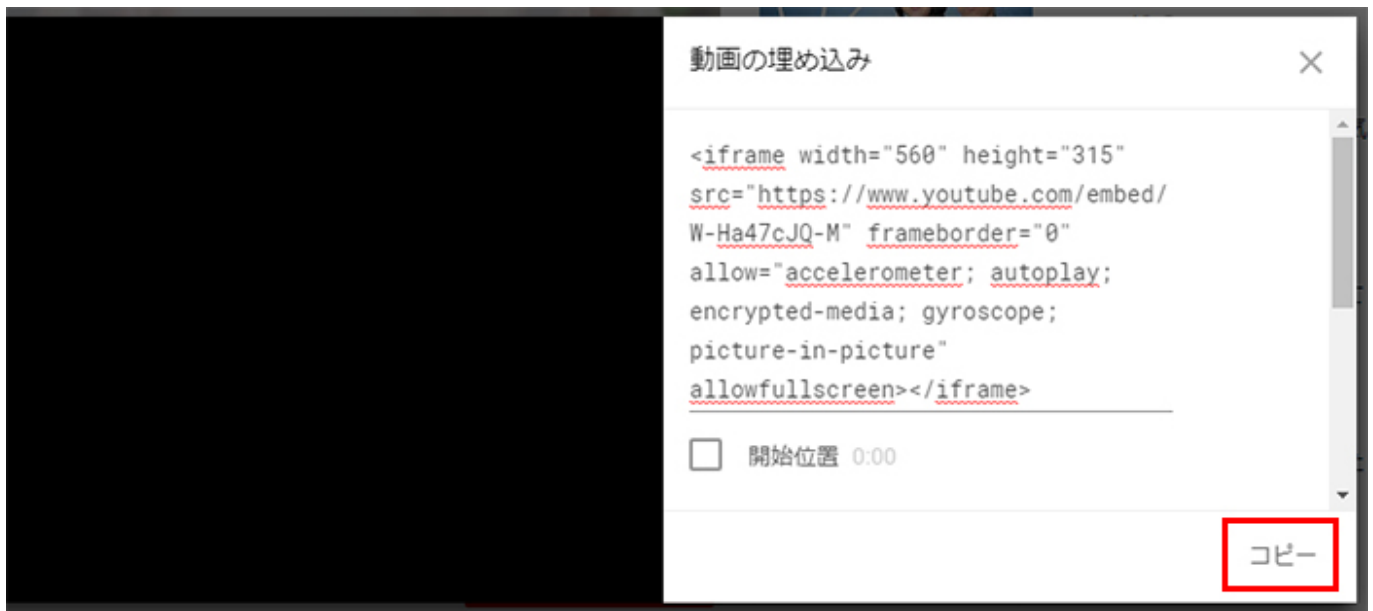 動画の埋め込み
<iframe width="560" height="315"
src="https://www.youtube.com/embed/
W-Ha47cJQ-M" frameborder="0"
allow="accelerometer; autoplay;
encrypted-media; gyroscope;
picture-in-picture"
allowfullscreen></iframe>
開始位置 0:00
コピー